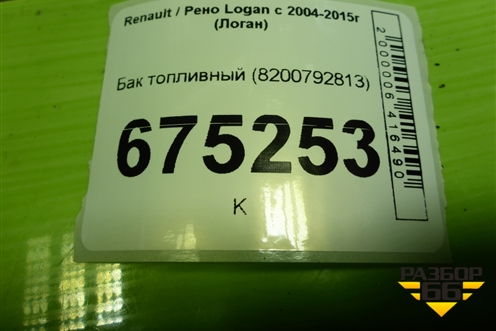 Renault / Рено Logan с 2004-2015г
(Логан)
Бак топливный (8200792813)
675253
К
2000006416490
РАЗБОР
66